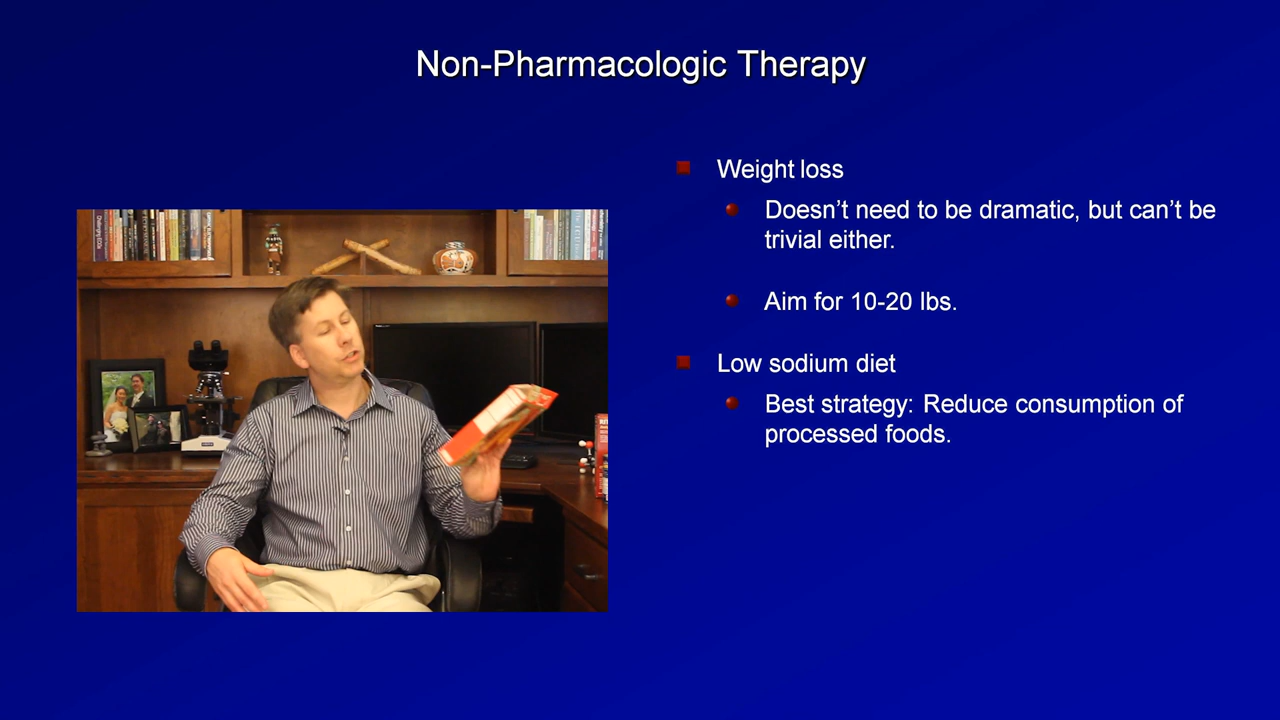 Non-Pharmacologic Therapy
Weight loss
Doesn't need to be dramatic, but can't be
trivial either.
Aim for 10-20 lbs.
Low sodium diet
Best strategy: Reduce consumption of
processed foods.